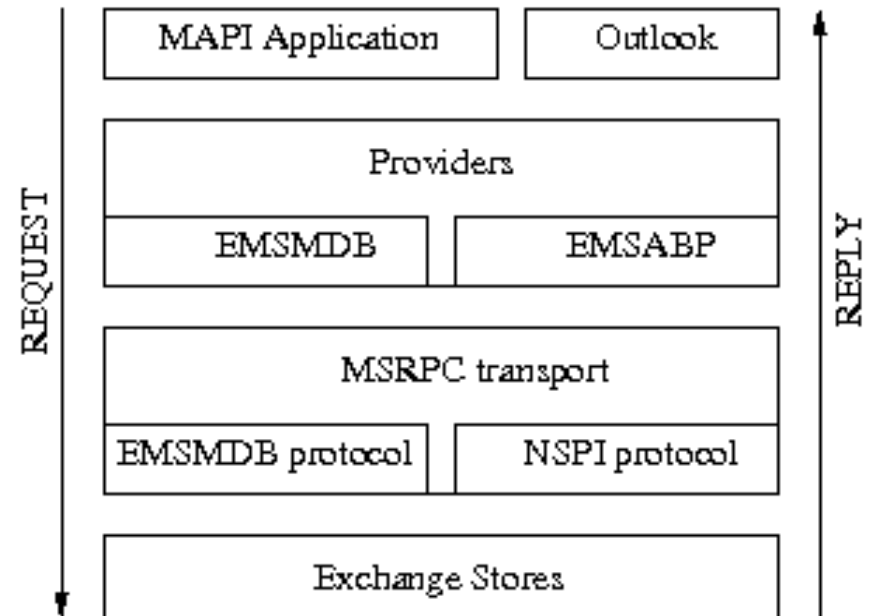 MAPI Application
Outlook
Providers
EMSMDB
EMSABP
MSRPC transport
EMSMDB protocol
NSPI protocol
Exchange Stores
REQUEST
REPLY